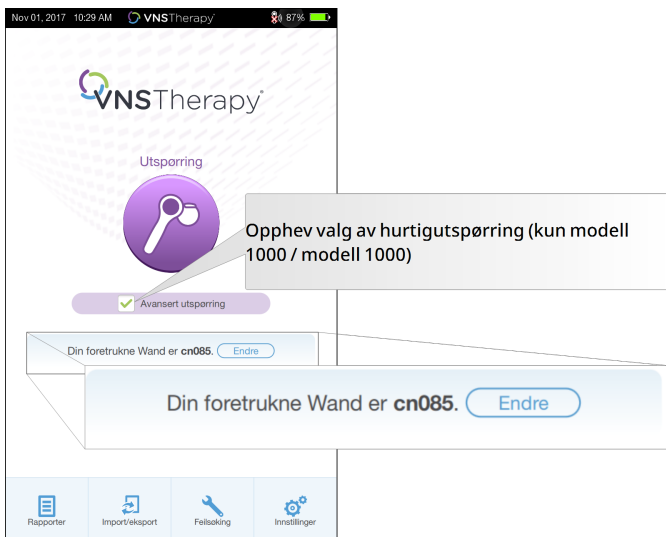 Nov 01, 2017 10:29 AM VNSTherapy® 87%
VNSTherapy®
Utspørring
Opphev valg av hurtigutspørring (kun modell
1000 / modell 1000)
Avansert utspørring
Din foretrukne Wand er cn085. Endre
Din foretrukne Wand er cn085. Endre
Rapporter Import/eksport Feilsøking Innstillinger